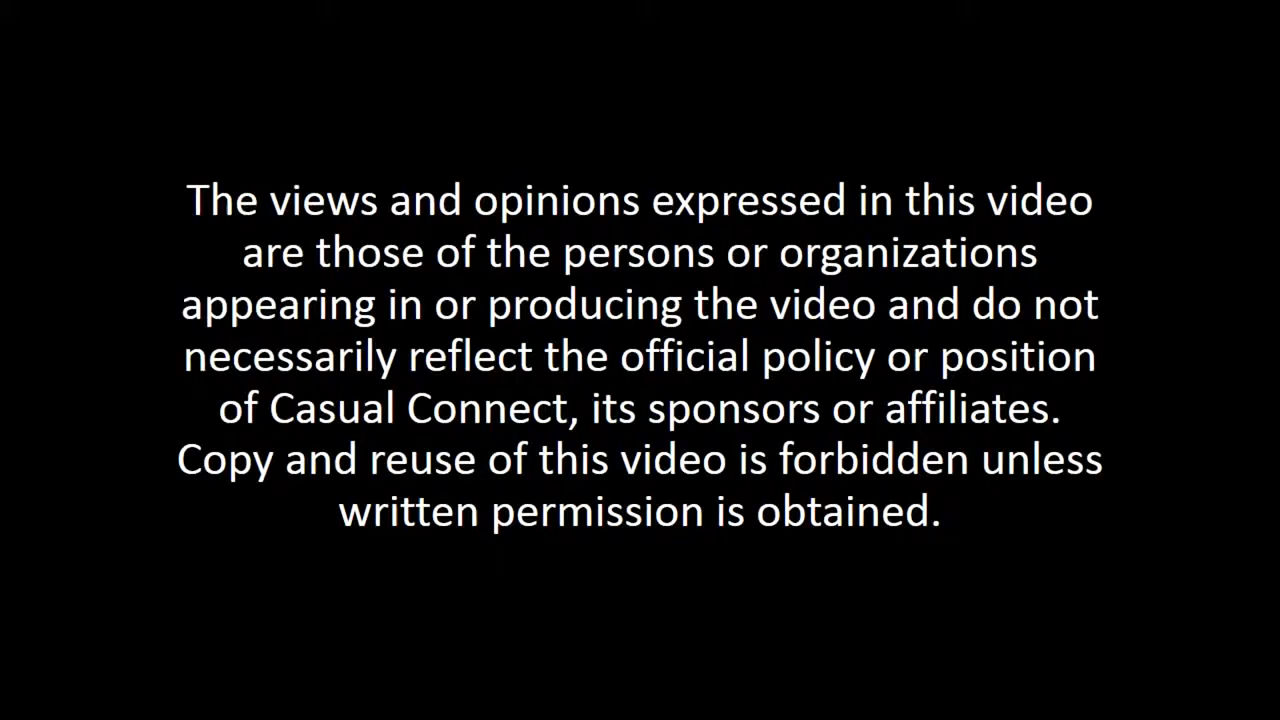 The views and opinions expressed in this video
are those of the persons or organizations
appearing in or producing the video and do not
necessarily reflect the official policy or position
of Casual Connect, its sponsors or affiliates.
Copy and reuse of this video is forbidden unless
written permission is obtained.